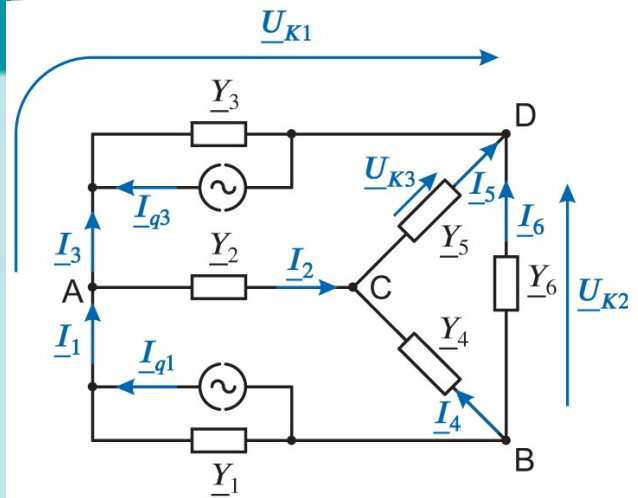 U_K1
Y_3
D
U_K3
I_q3
I_5
I_6
I_3
Y_2
I_2
Y_5
A
C
Y_6
U_K2
I_1
I_q1
Y_4
I_4
B
Y_1